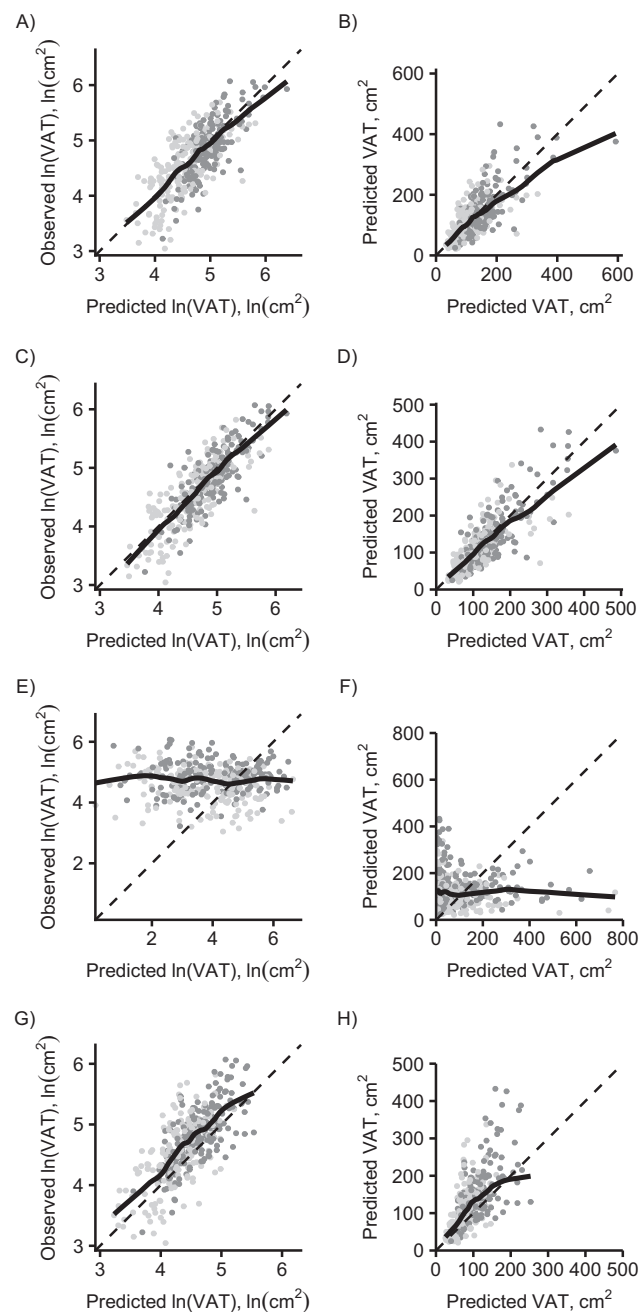 A)
Observed ln(VAT), ln(cm²)
6
5
4
3
3 4 5 6
Predicted ln(VAT), ln(cm²)
B)
Predicted VAT, cm²
600
400
200
0
0 200 400 600
Predicted VAT, cm²
C)
Observed ln(VAT), ln(cm²)
6
5
4
3
3 4 5 6
Predicted ln(VAT), ln(cm²)
D)
Predicted VAT, cm²
500
400
300
200
100
0
0 100 200 300 400 500
Predicted VAT, cm²
E)
Observed ln(VAT), ln(cm²)
6
4
2
2 4 6
Predicted ln(VAT), ln(cm²)
F)
Predicted VAT, cm²
800
600
400
200
0
0 200 400 600 800
Predicted VAT, cm²
G)
Observed ln(VAT), ln(cm²)
6
5
4
3
3 4 5 6
Predicted ln(VAT), ln(cm²)
H)
Predicted VAT, cm²
500
400
300
200
100
0
0 100 200 300 400 500
Predicted VAT, cm²